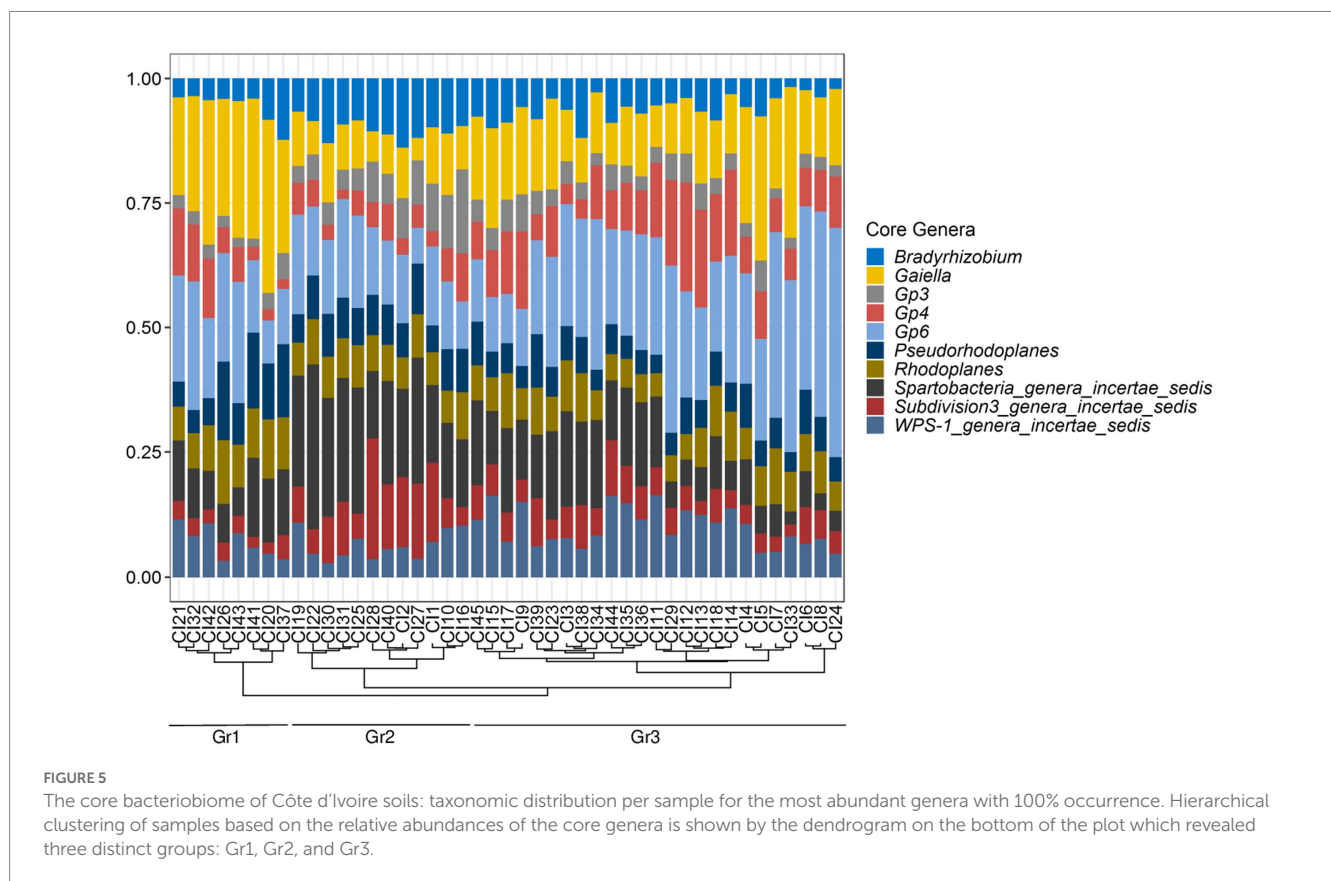 1.00
0.75
0.50
0.25
0.00
Core Genera
Bradyrhizobium
Gaiella
Gp3
Gp4
Gp6
Pseudorhodoplanes
Rhodoplanes
Spartobacteria_genera_incertae_sedis
Subdivision3_genera_incertae_sedis
WPS-1_genera_incertae_sedis
CI21
CI32
CI42
CI26
CI43
CI41
CI20
CI37
CI19
CI22
CI30
CI31
CI25
CI28
CI40
CI2
CI27
CI1
CI10
CI16
CI45
CI15
CI17
CI9
CI39
CI23
CI3
CI38
CI34
CI44
CI35
CI36
CI11
CI29
CI12
CI13
CI18
CI14
CI4
CI5
CI7
CI33
CI6
CI8
CI24
Gr1
Gr2
Gr3
FIGURE 5
The core bacteriobiome of Côte d’Ivoire soils: taxonomic distribution per sample for the most abundant genera with 100% occurrence. Hierarchical
clustering of samples based on the relative abundances of the core genera is shown by the dendrogram on the bottom of the plot which revealed
three distinct groups: Gr1, Gr2, and Gr3.